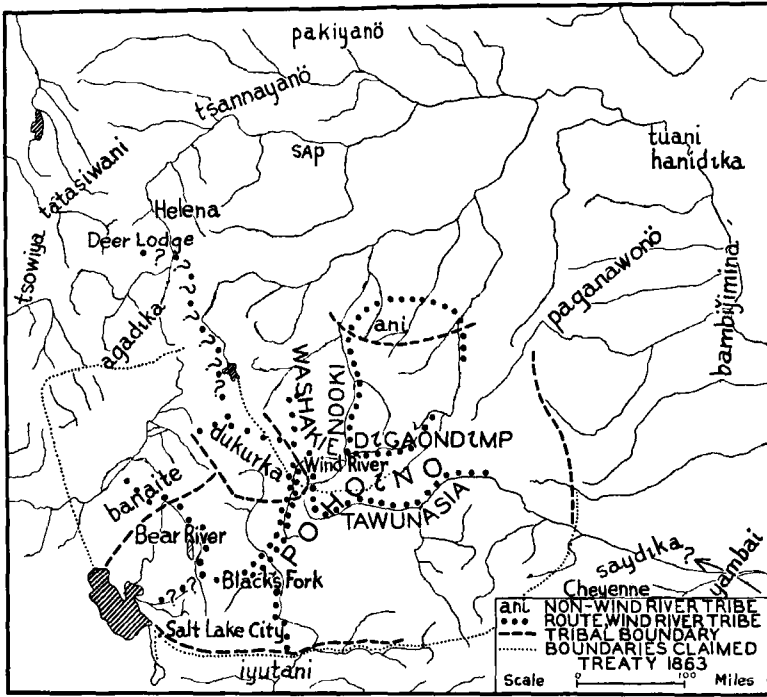 pakiyanö
tsannayanö
sAp
tuani
hanidıka
tsowiya tatasiwani
Helena
Deer Lodge
? ? ? ? ? ? ?
agadıka
paganawonö
ani
WASHAKIE
NOOKI
DıGAONDıMP
dukurka
Wind River
POHOıNO
TAWUNASIA
banaite
Bear River
Blacks Fork
? ?
Salt Lake City
iyutani
saydıka ?
yambai
Cheyenne
ani NON-WIND RIVER TRIBE
ROUTE, WIND RIVER TRIBE
TRIBAL BOUNDARY
BOUNDARIES CLAIMED
TREATY 1863
Scale 0 100 Miles